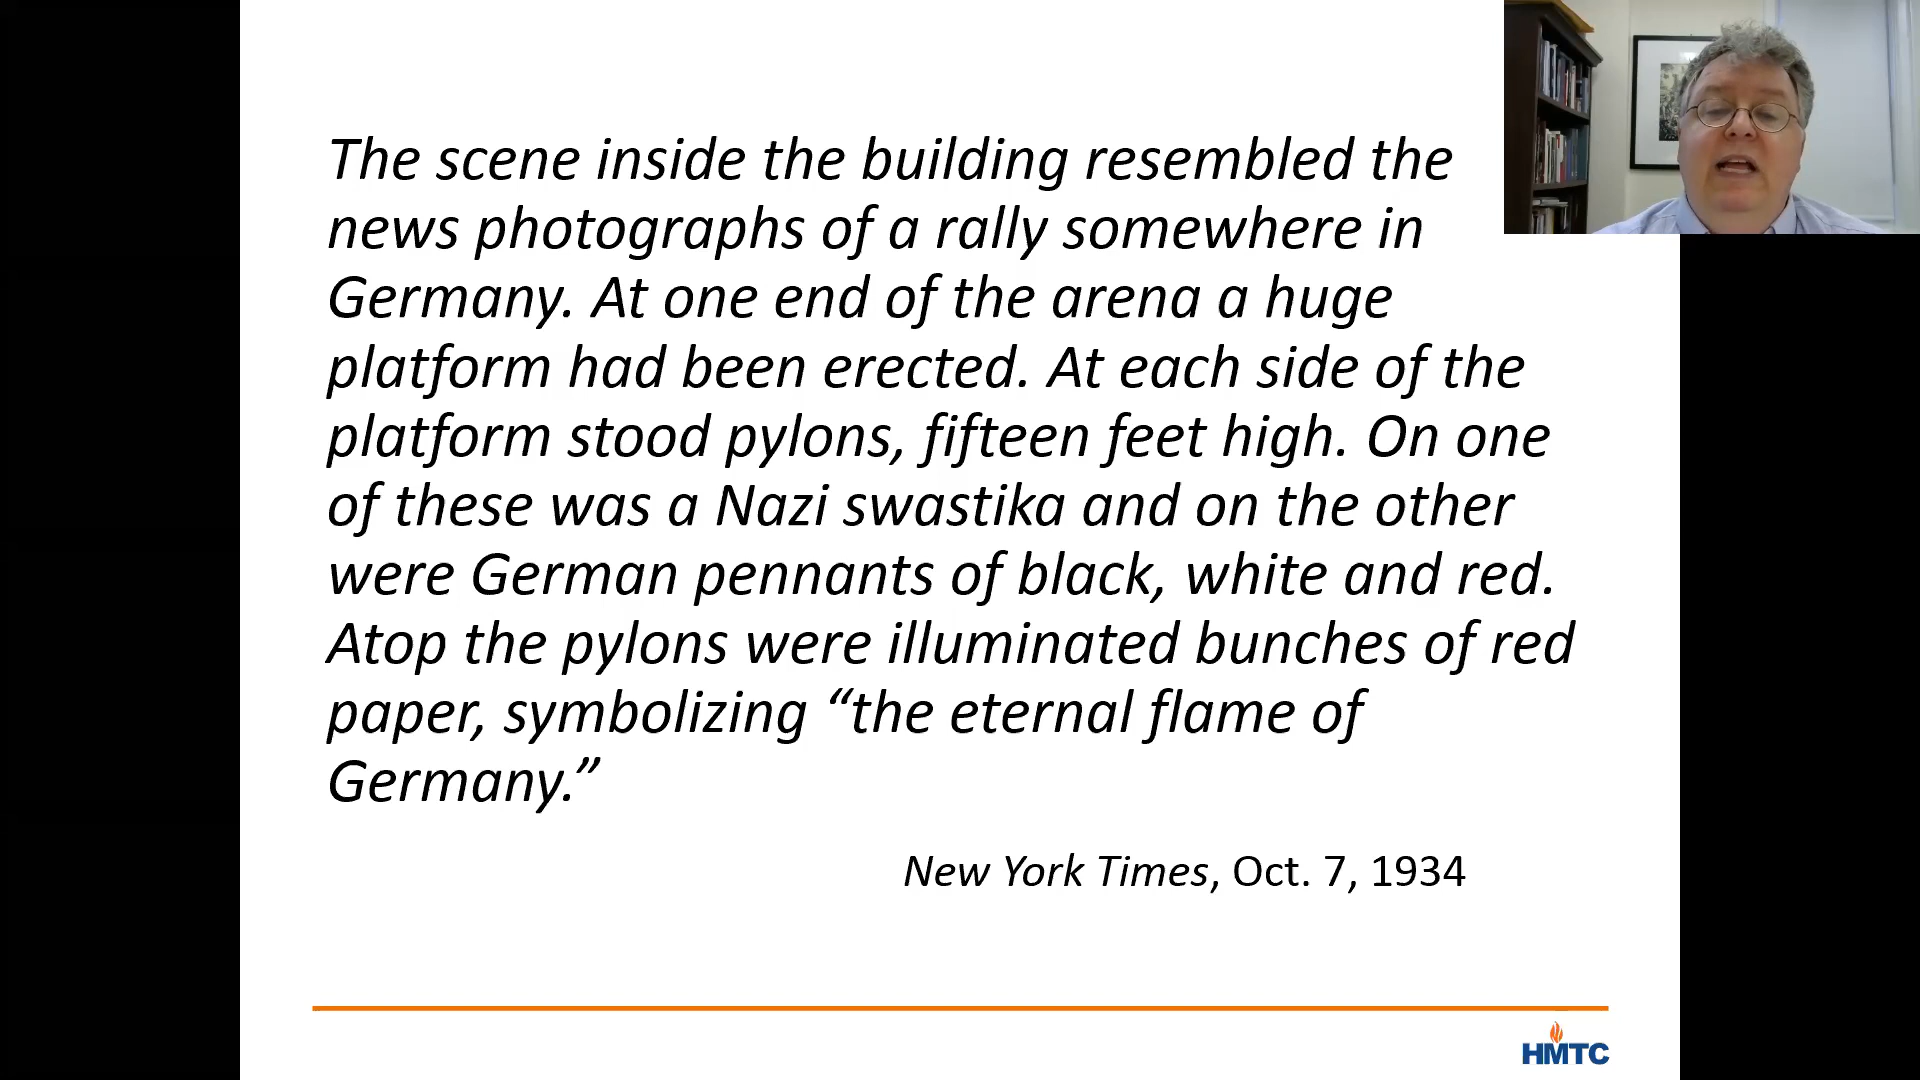 The scene inside the building resembled the
news photographs of a rally somewhere in
Germany. At one end of the arena a huge
platform had been erected. At each side of the
platform stood pylons, fifteen feet high. On one
of these was a Nazi swastika and on the other
were German pennants of black, white and red.
Atop the pylons were illuminated bunches of red
paper, symbolizing “the eternal flame of
Germany.”
New York Times, Oct. 7, 1934
HMTC